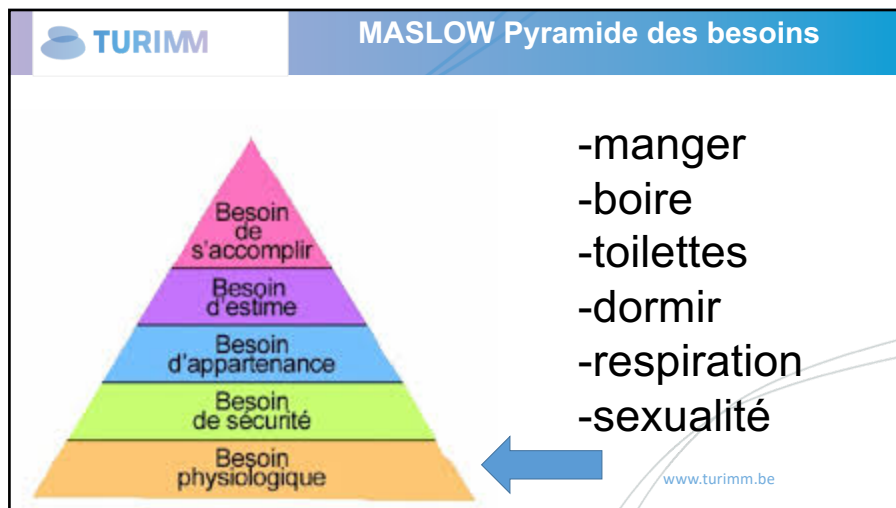 TURIMM
MASLOW Pyramide des besoins
Besoin
de
s'accomplir
Besoin
d'estime
Besoin
d'appartenance
Besoin
de sécurité
Besoin
physiologique
-manger
-boire
-toilettes
-dormir
-respiration
-sexualité
www.turimm.be